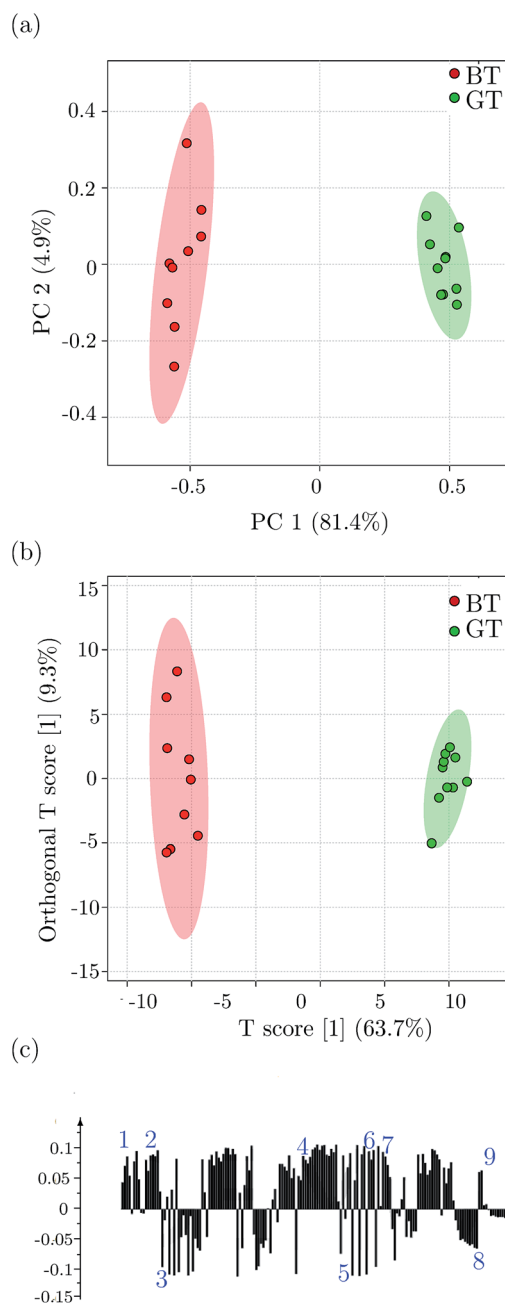 (a)
BT
GT
0.4
0.2
0
-0.2
-0.4
PC 2 (4.9%)
-0.5 0 0.5
PC 1 (81.4%)
(b)
BT
GT
15
10
5
0
-5
-10
-15
Orthogonal T score [1] (9.3%)
-10 -5 0 5 10
T score [1] (63.7%)
(c)
1 2 4 6 7 9
0.1
0.05
0
-0.05
-0.1
-0.15
3 5 8